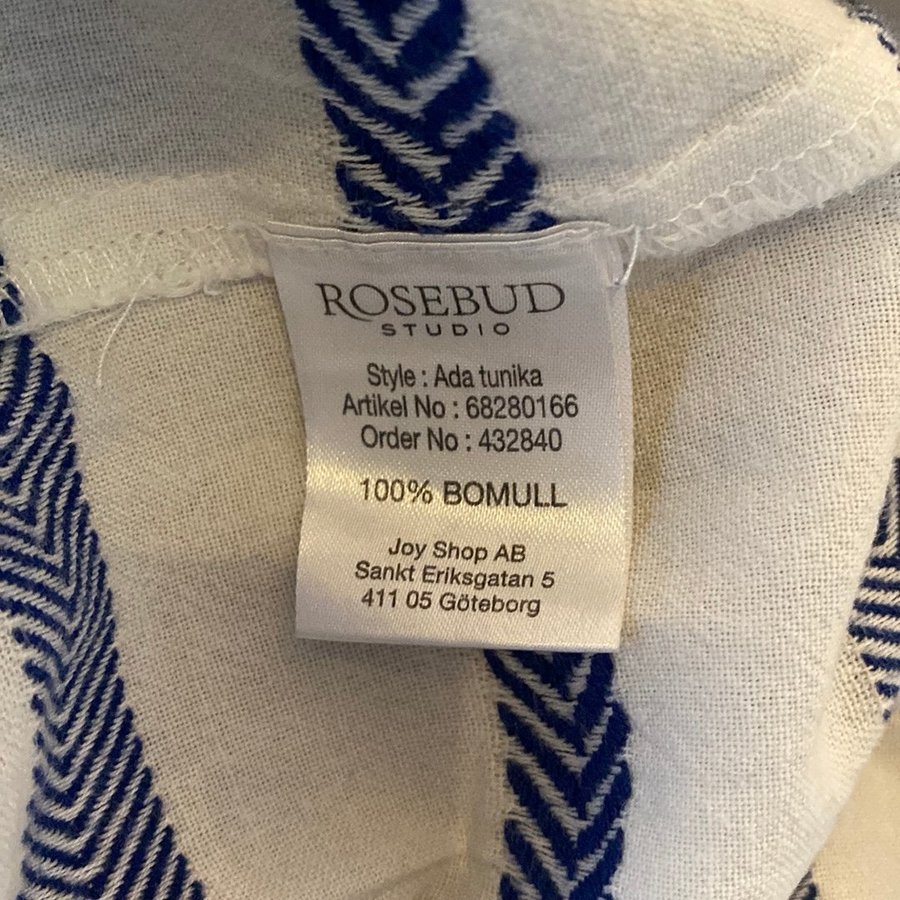 ROSEBUD
STUDIO
Style : Ada tunika
Artikel No : 68280166
Order No : 432840
100% BOMULL
Joy Shop AB
Sankt Eriksgatan 5
411 05 Göteborg